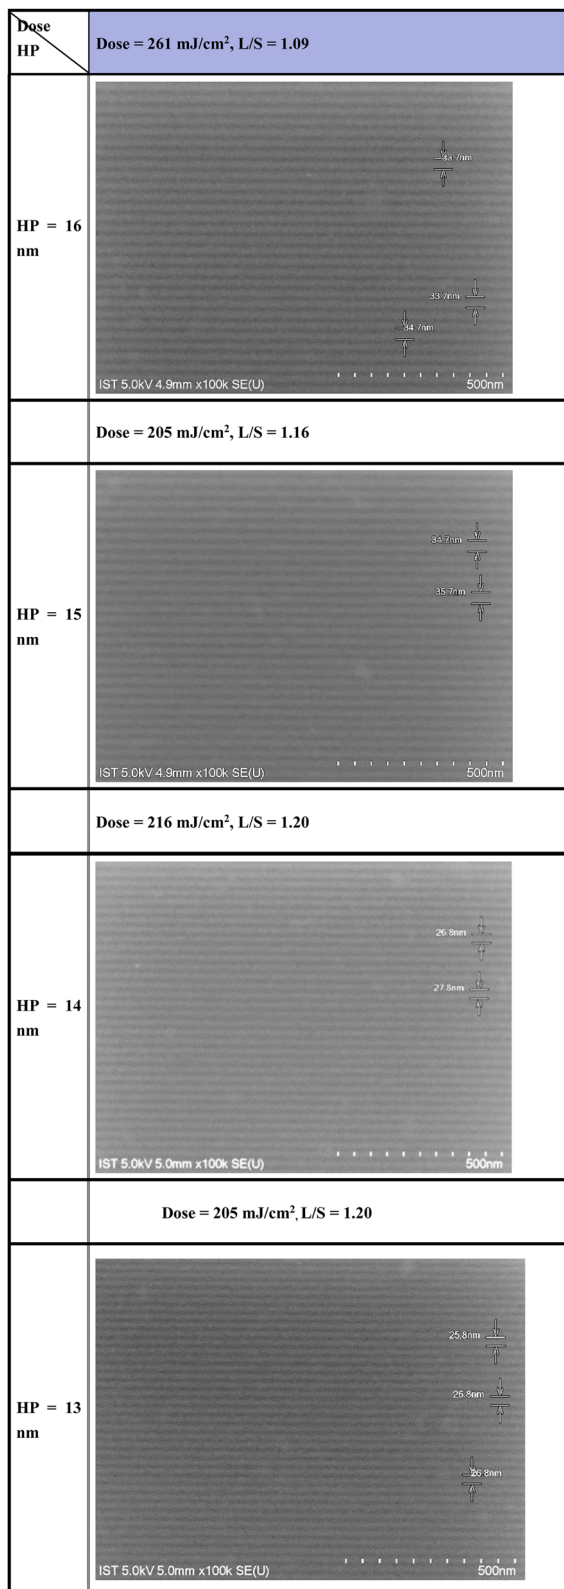 Dose
HP
Dose = 261 mJ/cm², L/S = 1.09
HP = 16
nm
33.7nm
33.7nm
34.7nm
IST 5.0kV 4.9mm x100k SE(U)
500nm
Dose = 205 mJ/cm², L/S = 1.16
HP = 15
nm
34.7nm
35.7nm
IST 5.0kV 4.9mm x100k SE(U)
500nm
Dose = 216 mJ/cm², L/S = 1.20
HP = 14
nm
26.8nm
27.8nm
IST 5.0kV 5.0mm x100k SE(U)
500nm
Dose = 205 mJ/cm², L/S = 1.20
HP = 13
nm
25.8nm
26.8nm
26.8nm
IST 5.0kV 5.0mm x100k SE(U)
500nm